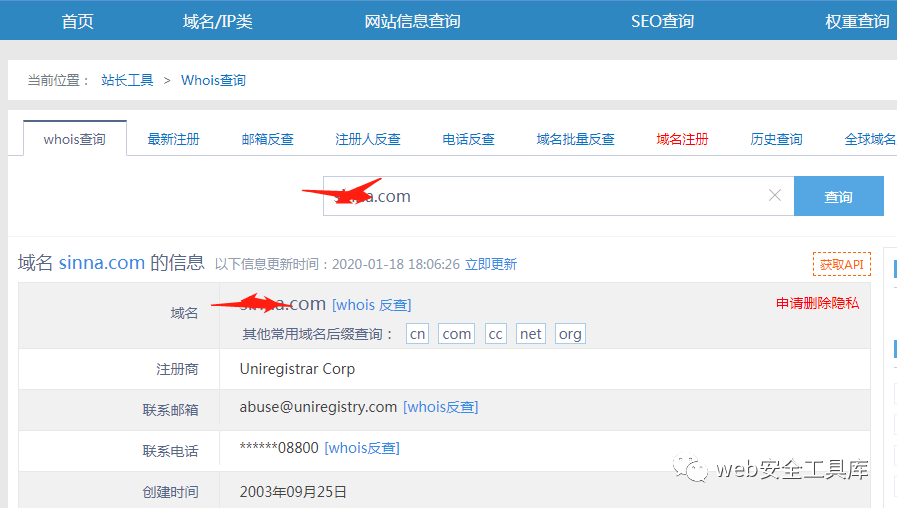 首页 域名/IP类 网站信息查询 SEO查询 权重查询
当前位置： 站长工具 > Whois查询
whois查询 最新注册 邮箱反查 注册人反查 电话反查 域名批量反查 域名注册 历史查询 全球域名
sinna.com 查询
域名 sinna.com 的信息 以下信息更新时间：2020-01-18 18:06:26 立即更新 获取API
域名 sinna.com [whois 反查] 申请删除隐私
其他常用域名后缀查询： cn com cc net org
注册商 Uniregistrar Corp
联系邮箱 abuse@uniregistry.com [whois反查]
联系电话 ******08800 [whois反查]
web安全工具库
创建时间 2003年09月25日